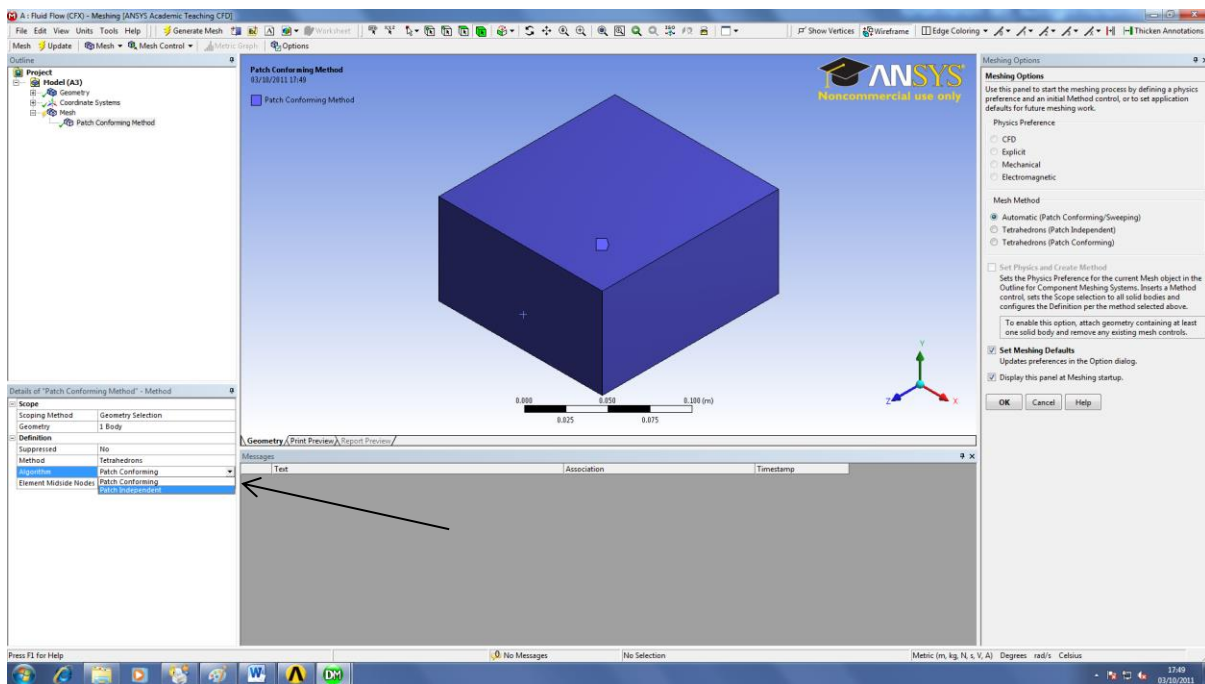 A : Fluid Flow (CFX) - Meshing [ANSYS Academic Teaching CFD]
File Edit View Units Tools Help Generate Mesh Worksheet Show Vertices Wireframe Edge Coloring Thicken Annotations
Mesh Update Mesh Mesh Control Metric Graph Options
Outline
Project
Model (A3)
Geometry
Coordinate Systems
Mesh
Patch Conforming Method
Details of "Patch Conforming Method" - Method
Scope
Scoping Method Geometry Selection
Geometry 1 Body
Definition
Suppressed No
Method Tetrahedrons
Algorithm Patch Conforming
Element Midside Nodes Patch Conforming
Patch Independent
Patch Conforming Method
03/10/2011 17:49
Patch Conforming Method
ANSYS
Noncommercial use only
Y
Z
X
0.000 0.050 0.100 (m)
0.025 0.075
Geometry Print Preview Report Preview
Messages
Text Association Timestamp
Meshing Options
Meshing Options
Use this panel to start the meshing process by defining a physics
preference and an initial Method control, or to set application
defaults for future meshing work.
Physics Preference
CFD
Explicit
Mechanical
Electromagnetic
Mesh Method
Automatic (Patch Conforming/Sweeping)
Tetrahedrons (Patch Independent)
Tetrahedrons (Patch Conforming)
Set Physics and Create Method
Sets the Physics Preference for the current Mesh object in the
Outline for Component Meshing Systems. Inserts a Method
control, sets the Scope selection to all solid bodies and
configures the Definition per the method selected above.
To enable this option, attach geometry containing at least
one solid body and remove any existing mesh controls.
Set Meshing Defaults
Updates preferences in the Option dialog.
Display this panel at Meshing startup.
OK Cancel Help
Press F1 for Help 0 No Messages No Selection Metric (m, kg, N, s, V, A) Degrees rad/s Celsius
W DM
17:49
03/10/2011